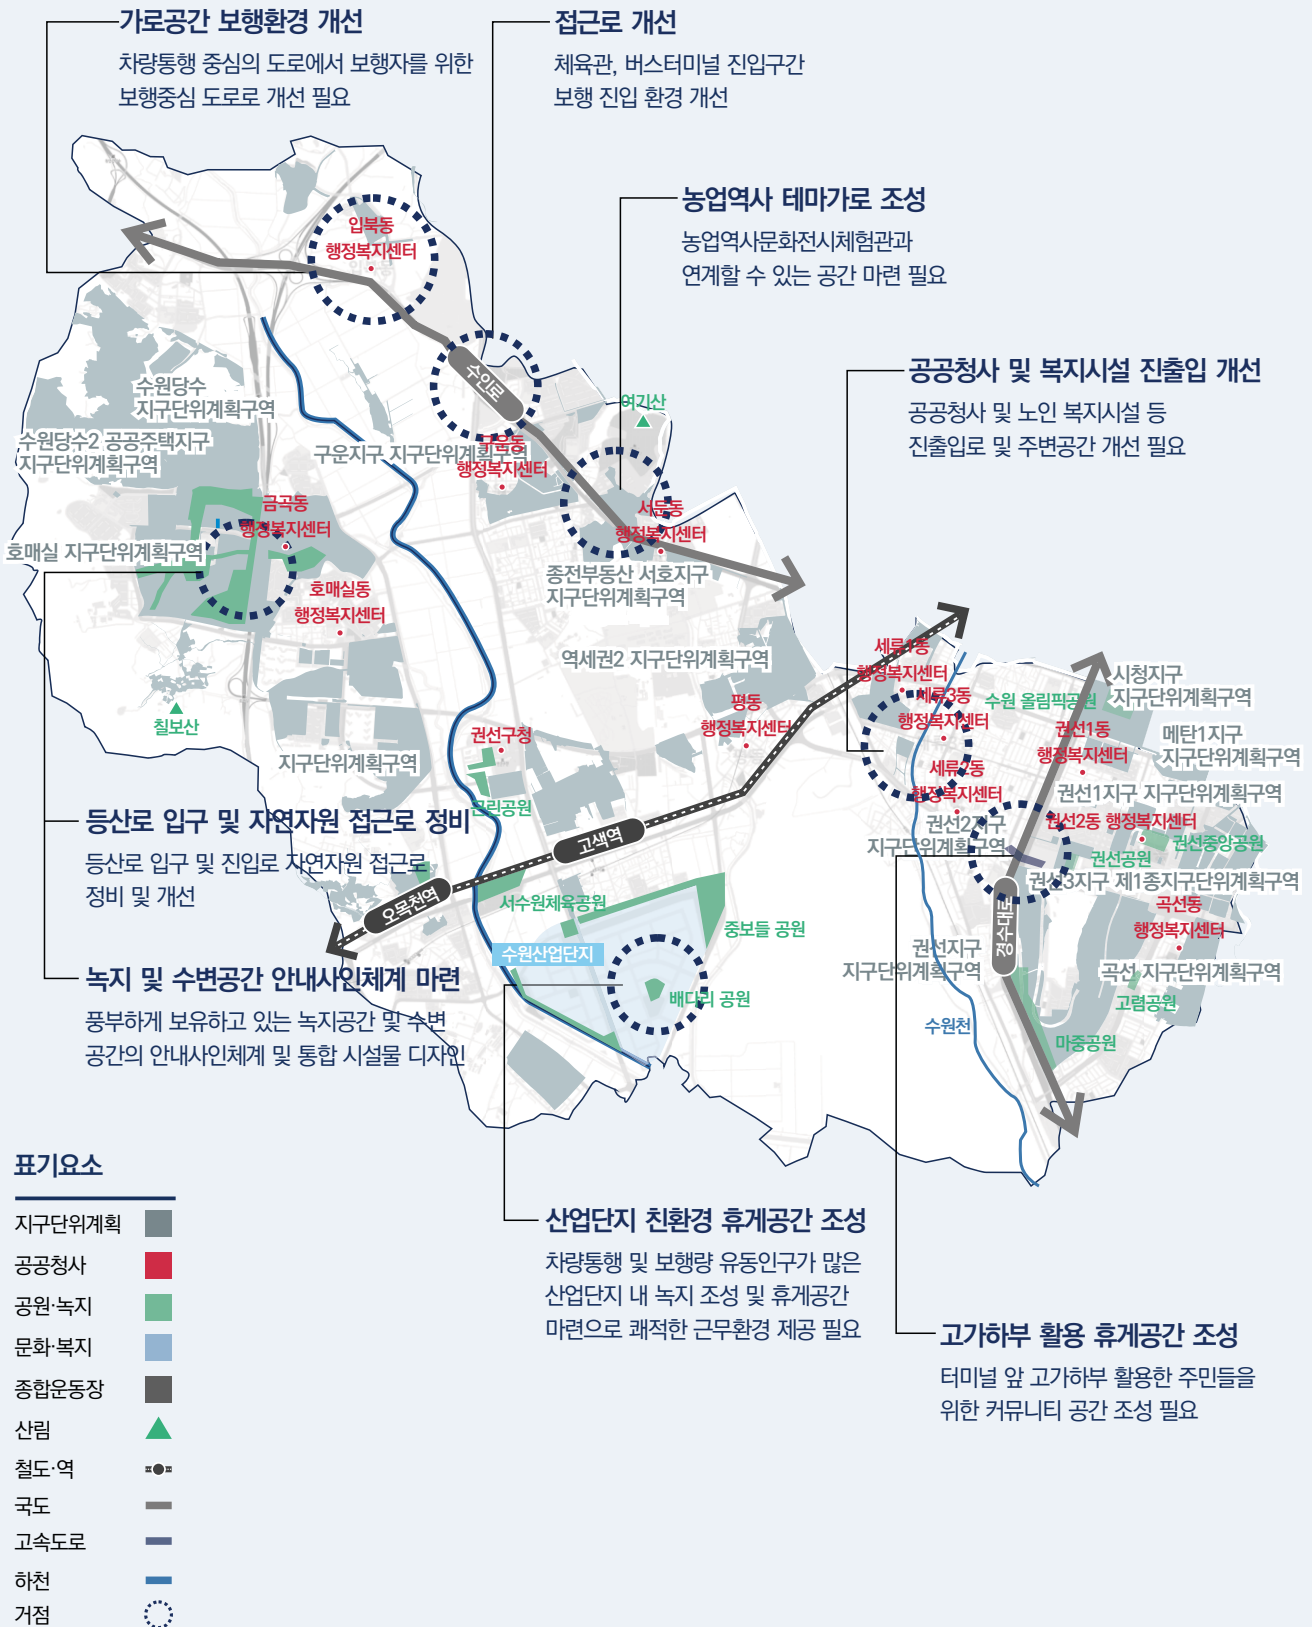 가로공간 보행환경 개선
차량통행 중심의 도로에서 보행자를 위한
보행중심 도로로 개선 필요
접근로 개선
체육관, 버스터미널 진입구간
보행 진입 환경 개선
농업역사 테마가로 조성
농업역사문화전시체험관과
연계할 수 있는 공간 마련 필요
공공청사 및 복지시설 진출입 개선
공공청사 및 노인 복지시설 등
진출입로 및 주변공간 개선 필요
입북동
행정복지센터
수인로
여기산
수원당수
지구단위계획구역
수원당수2 공공주택지구
지구단위계획구역
구운지구 지구단위계획구역
구운동
행정복지센터
금곡동
행정복지센터
서둔동
행정복지센터
호매실 지구단위계획구역
종전부동산 서호지구
지구단위계획구역
호매실동
행정복지센터
역세권2 지구단위계획구역
세류1동
행정복지센터
세류3동
행정복지센터
세류2동
행정복지센터
수원 올림픽공원
시청지구
지구단위계획구역
권선1동
행정복지센터
메탄1지구
지구단위계획구역
평동
행정복지센터
칠보산
권선구청
지구단위계획구역
근린공원
권선1지구 지구단위계획구역
권선2지구
지구단위계획구역
권선2동 행정복지센터
권선중앙공원
권선공원
권선3지구 제1종지구단위계획구역
등산로 입구 및 자연자원 접근로 정비
등산로 입구 및 진입로 자연자원 접근로
정비 및 개선
고색역
오목천역
서수원체육공원
중보들 공원
수원산업단지
배다리 공원
경수대로
곡선동
행정복지센터
권선지구
지구단위계획구역
곡선 지구단위계획구역
고렴공원
수원천
마중공원
녹지 및 수변공간 안내사인체계 마련
풍부하게 보유하고 있는 녹지공간 및 수변
공간의 안내사인체계 및 통합 시설물 디자인
산업단지 친환경 휴게공간 조성
차량통행 및 보행량 유동인구가 많은
산업단지 내 녹지 조성 및 휴게공간
마련으로 쾌적한 근무환경 제공 필요
고가하부 활용 휴게공간 조성
터미널 앞 고가하부 활용한 주민들을
위한 커뮤니티 공간 조성 필요
표기요소
지구단위계획
공공청사
공원·녹지
문화·복지
종합운동장
산림
철도·역
국도
고속도로
하천
거점